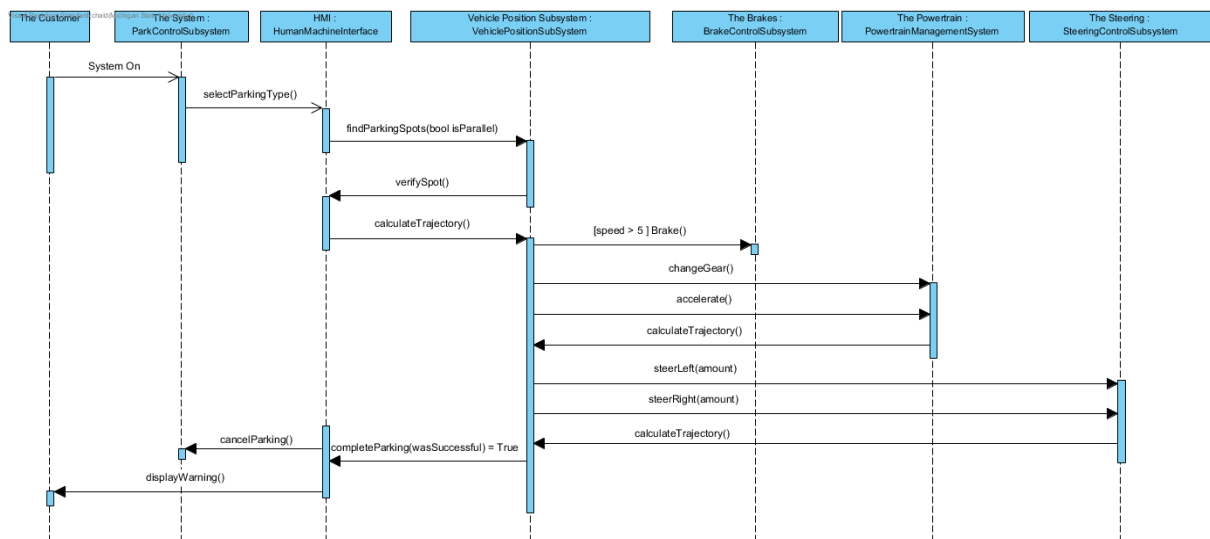 The Customer
The System :
ParkControlSubsystem
HMI :
HumanMachineInterface
Vehicle Position Subsystem :
VehiclePositionSubSystem
The Brakes :
BrakeControlSubsystem
The Powertrain :
PowertrainManagementSystem
The Steering :
SteeringControlSubsystem
System On
selectParkingType()
findParkingSpots(bool isParallel)
verifySpot()
calculateTrajectory()
[speed > 5 ] Brake()
changeGear()
accelerate()
calculateTrajectory()
steerLeft(amount)
steerRight(amount)
calculateTrajectory()
cancelParking()
completeParking(wasSuccessful) = True
displayWarning()